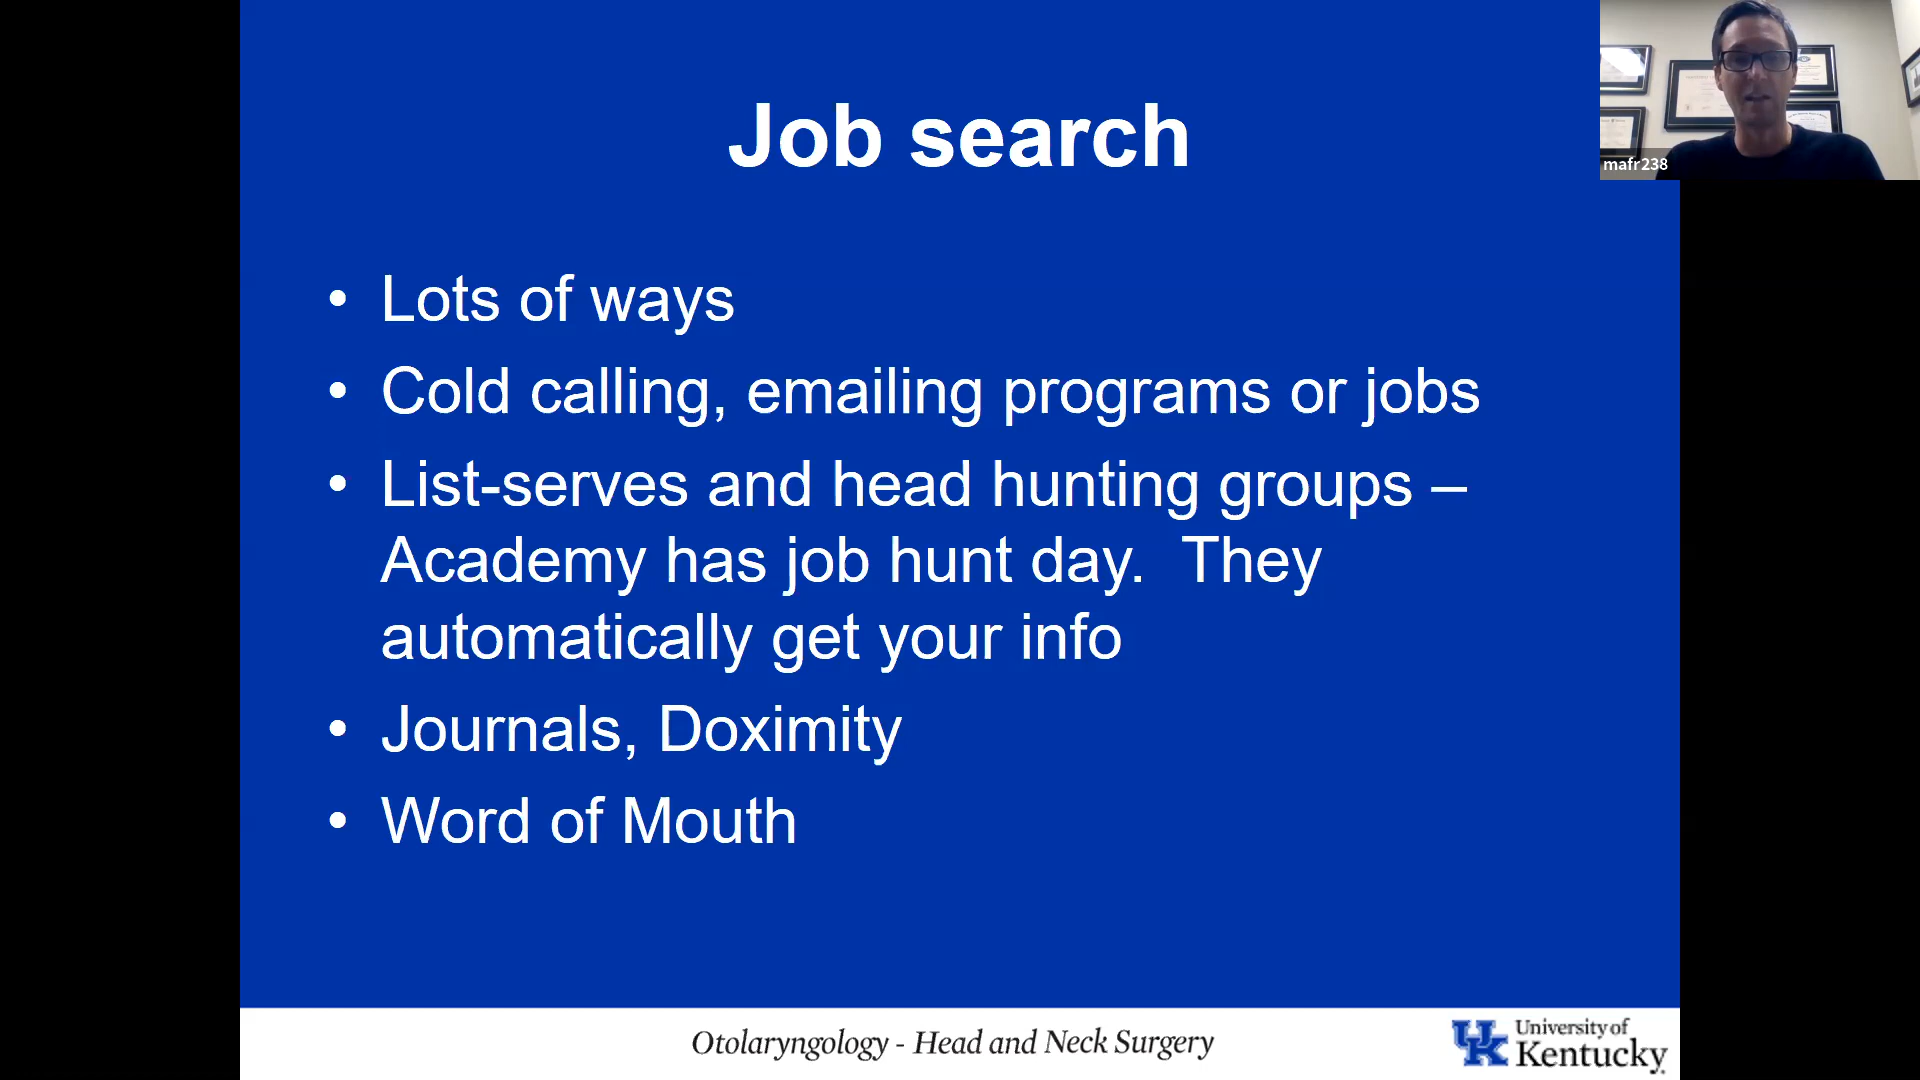 Job search
• Lots of ways
• Cold calling, emailing programs or jobs
• List-serves and head hunting groups –
Academy has job hunt day.  They
automatically get your info
• Journals, Doximity
• Word of Mouth
mafr238
Otolaryngology - Head and Neck Surgery
UK
University of
Kentucky